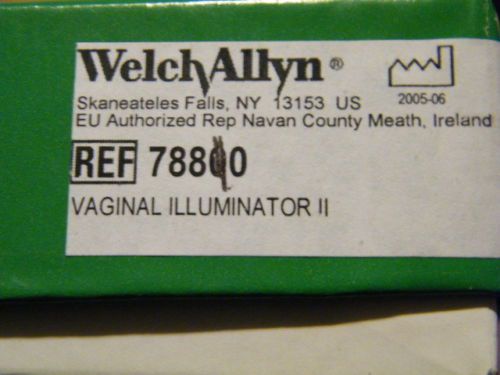 WelchAllyn ®
2005-06
Skaneateles Falls, NY 13153 US
EU Authorized Rep Navan County Meath, Ireland
REF 78800
VAGINAL ILLUMINATOR II